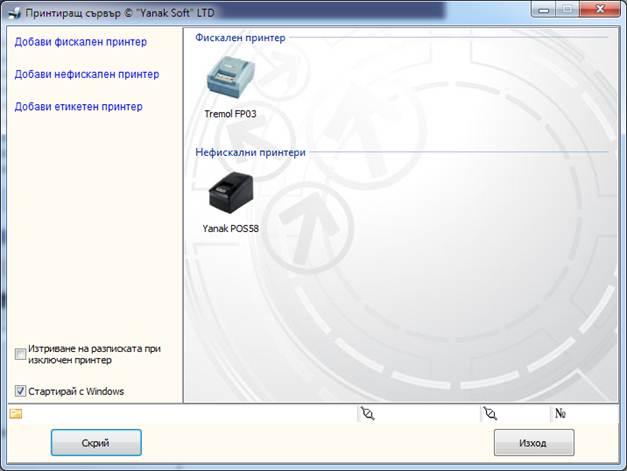 Принтиращ сървър © "Yanak Soft" LTD
Добави фискален принтер
Добави нефискален принтер
Добави етикетен принтер
Фискален принтер
Tremol FP03
Нефискални принтери
Yanak POS58
Изтриване на разписката при
изключен принтер
Стартирай с Windows
№
Скрий
Изход